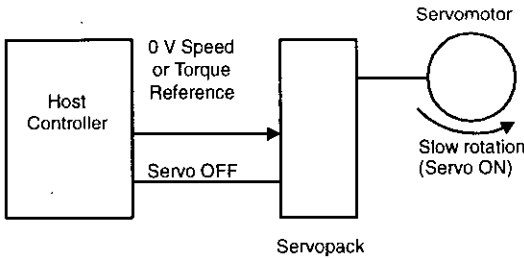 Servomotor
0 V Speed
or Torque
Reference
Host
Controller
Slow rotation
(Servo ON)
Servo OFF
Servopack